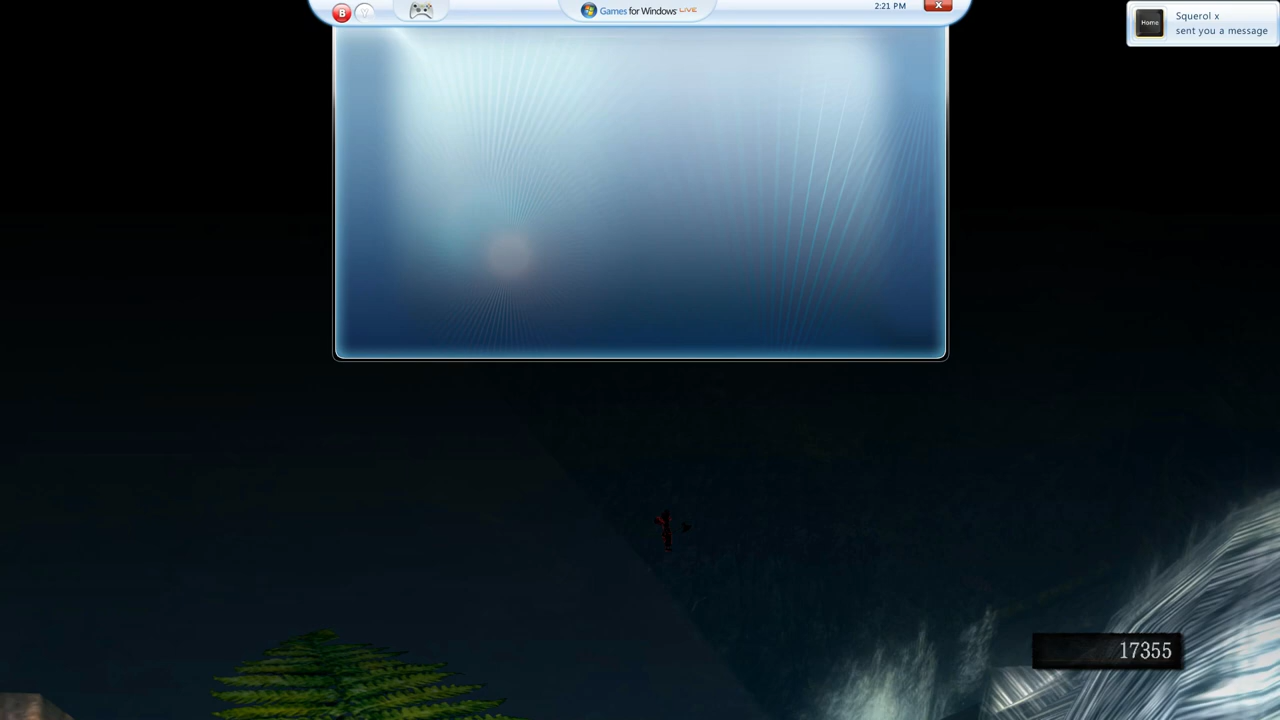 B
Y
Games for Windows LIVE
2:21 PM
x
Home
Squerol x
sent you a message
17355